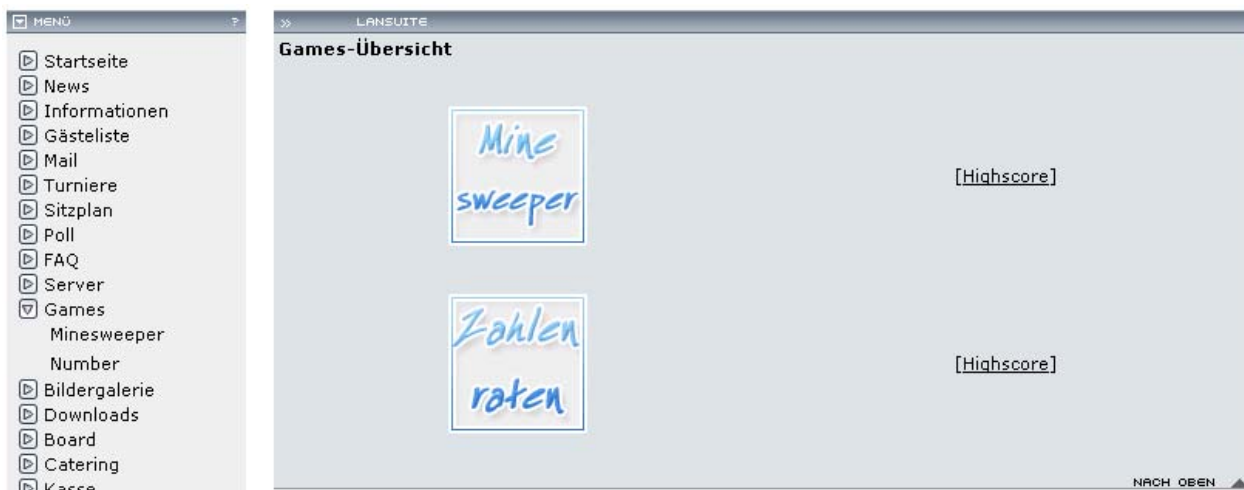 MENÜ ?
Startseite
News
Informationen
Gästeliste
Mail
Turniere
Sitzplan
Poll
FAQ
Server
Games
Minesweeper
Number
Bildergalerie
Downloads
Board
Catering
Kasse
» LANSUITE
Games-Übersicht
Mine
sweeper
[Highscore]
Zahlen
raten
[Highscore]
NACH OBEN